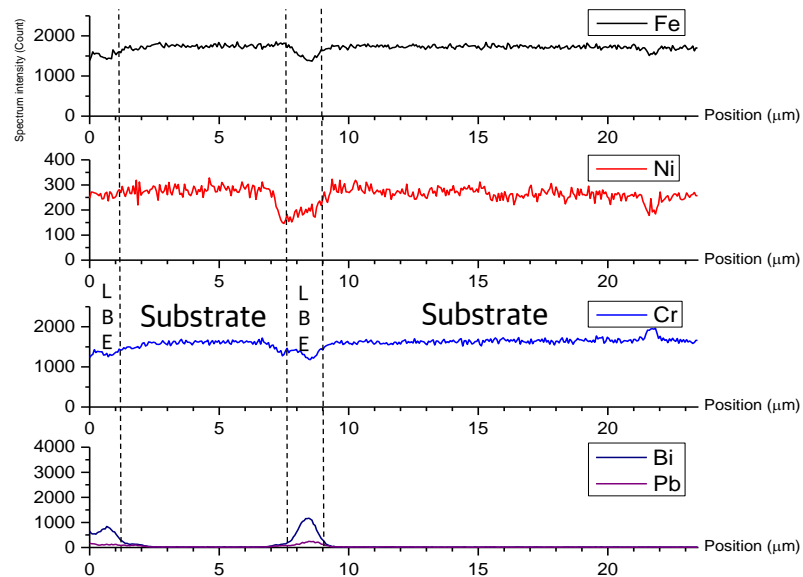 Spectrum intensity (Count)
2000
1000
0
Fe
0 5 10 15 20
Position (μm)
400
300
200
100
0
Ni
0 5 10 15 20
Position (μm)
L
B
E
Substrate
L
B
E
Substrate
2000
1000
0
Cr
0 5 10 15 20
Position (μm)
4000
3000
2000
1000
0
Bi
Pb
0 5 10 15 20
Position (μm)